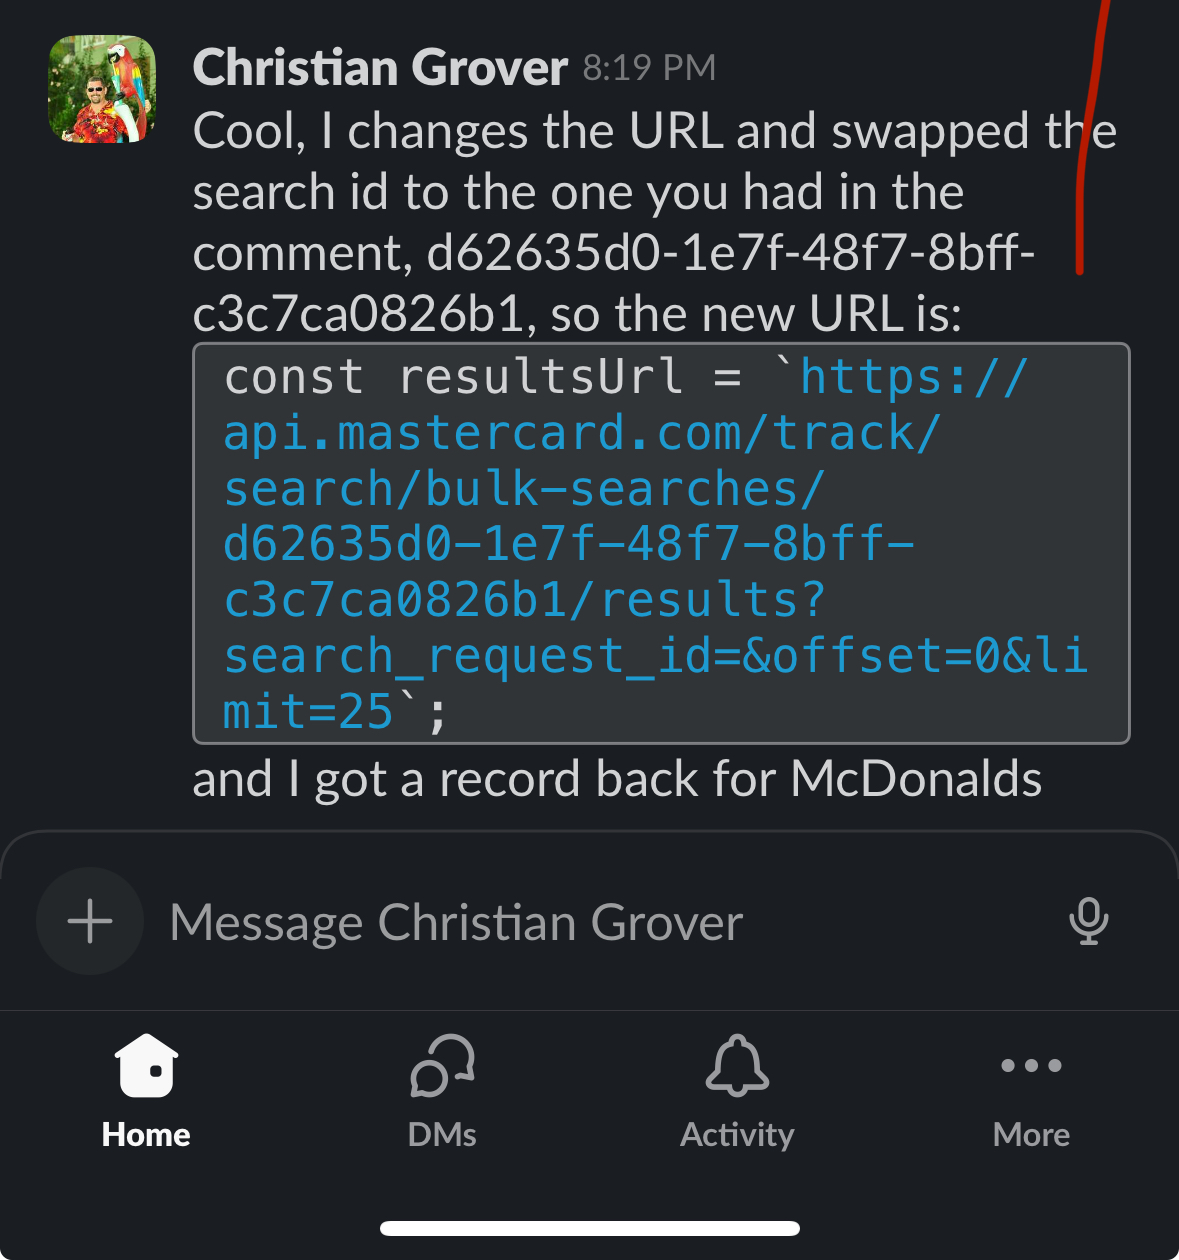 Christian Grover 8:19 PM
Cool, I changes the URL and swapped the
search id to the one you had in the
comment, d62635d0-1e7f-48f7-8bff-
c3c7ca0826b1, so the new URL is:
const resultsUrl = `https://
api.mastercard.com/track/
search/bulk-searches/
d62635d0-1e7f-48f7-8bff-
c3c7ca0826b1/results?
search_request_id=&offset=0&li
mit=25`;
and I got a record back for McDonalds
Message Christian Grover
Home DMs Activity More